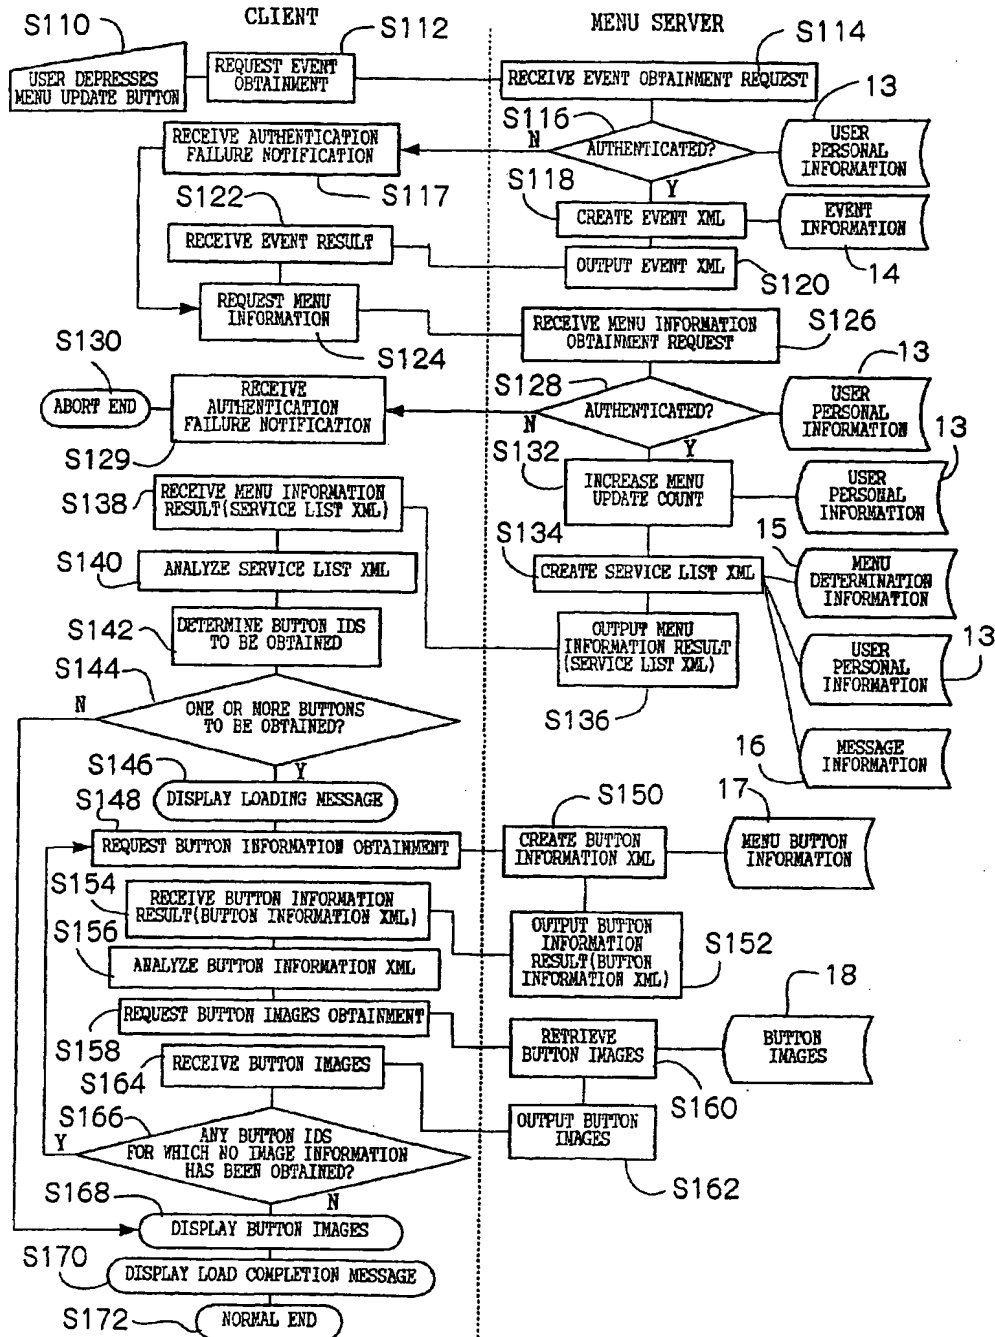 CLIENT
MENU SERVER
S110
S112
S114
USER DEPRESSES
MENU UPDATE BUTTON
REQUEST EVENT
OBTAINMENT
RECEIVE EVENT OBTAINMENT REQUEST
13
S116
N
AUTHENTICATED?
USER
PERSONAL
INFORMATION
RECEIVE AUTHENTICATION
FAILURE NOTIFICATION
S117
S118
Y
S122
CREATE EVENT XML
EVENT
INFORMATION
RECEIVE EVENT RESULT
OUTPUT EVENT XML
S120
14
REQUEST MENU
INFORMATION
S124
RECEIVE MENU INFORMATION
OBTAINMENT REQUEST
S126
S130
13
ABORT END
RECEIVE
AUTHENTICATION
FAILURE NOTIFICATION
S128
AUTHENTICATED?
N
USER
PERSONAL
INFORMATION
S129
Y
S132
13
S138
RECEIVE MENU INFORMATION
RESULT(SERVICE LIST XML)
INCREASE MENU
UPDATE COUNT
USER
PERSONAL
INFORMATION
S134
15
S140
ANALYZE SERVICE LIST XML
CREATE SERVICE LIST XML
MENU
DETERMINATION
INFORMATION
S142
DETERMINE BUTTON IDS
TO BE OBTAINED
OUTPUT MENU
INFORMATION RESULT
(SERVICE LIST XML)
USER
PERSONAL
INFORMATION
13
S144
N
ONE OR MORE BUTTONS
TO BE OBTAINED?
S136
Y
16
MESSAGE
INFORMATION
S146
DISPLAY LOADING MESSAGE
S148
S150
17
REQUEST BUTTON INFORMATION OBTAINMENT
CREATE BUTTON
INFORMATION XML
MENU BUTTON
INFORMATION
S154
RECEIVE BUTTON INFORMATION
RESULT(BUTTON INFORMATION XML)
S156
OUTPUT BUTTON
INFORMATION
RESULT(BUTTON
INFORMATION XML)
S152
ANALYZE BUTTON INFORMATION XML
18
REQUEST BUTTON IMAGES OBTAINMENT
S158
RETRIEVE
BUTTON IMAGES
BUTTON
IMAGES
RECEIVE BUTTON IMAGES
S164
S160
S166
OUTPUT BUTTON
IMAGES
Y
ANY BUTTON IDS
FOR WHICH NO IMAGE INFORMATION
HAS BEEN OBTAINED?
S162
N
S168
DISPLAY BUTTON IMAGES
S170
DISPLAY LOAD COMPLETION MESSAGE
S172
NORMAL END